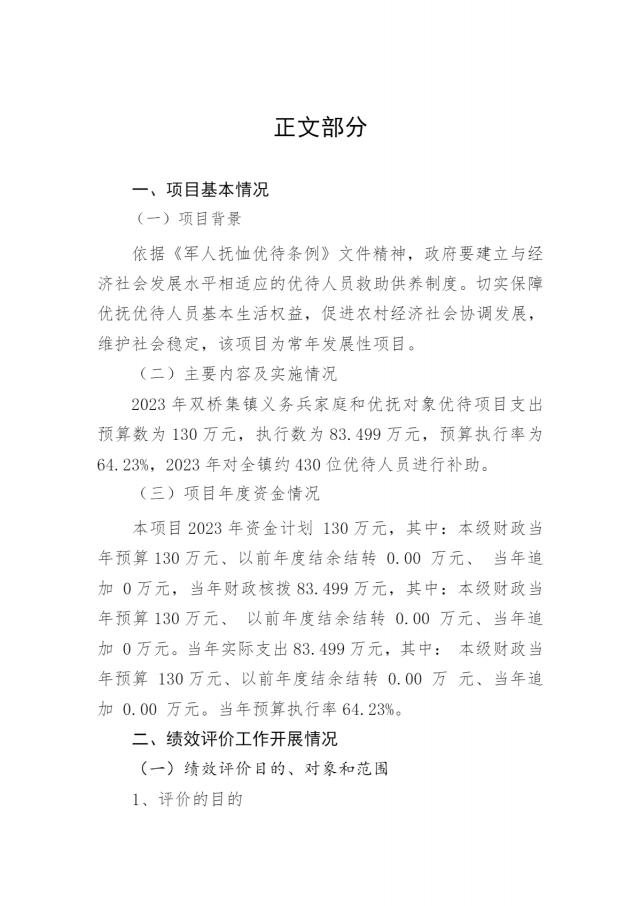 正文部分
一、项目基本情况
（一）项目背景
依据《军人抚恤优待条例》文件精神，政府要建立与经
济社会发展水平相适应的优待人员救助供养制度。切实保障
优抚优待人员基本生活权益，促进农村经济社会协调发展，
维护社会稳定，该项目为常年发展性项目。
（二）主要内容及实施情况
2023 年双桥集镇义务兵家庭和优抚对象优待项目支出
预算数为 130 万元，执行数为 83.499 万元，预算执行率为
64.23%，2023 年对全镇约 430 位优待人员进行补助。
（三）项目年度资金情况
本项目 2023 年资金计划 130 万元，其中：本级财政当
年预算 130 万元、以前年度结余结转 0.00 万元、 当年追
加 0 万元，当年财政核拨 83.499 万元，其中：本级财政当
年预算 130 万元、 以前年度结余结转 0.00 万元、当年追
加 0 万元。当年实际支出 83.499 万元，其中： 本级财政当
年预算 130 万元、以前年度结余结转 0.00 万 元、当年追
加 0.00 万元。当年预算执行率 64.23%。
二、绩效评价工作开展情况
（一）绩效评价目的、对象和范围
1、评价的目的